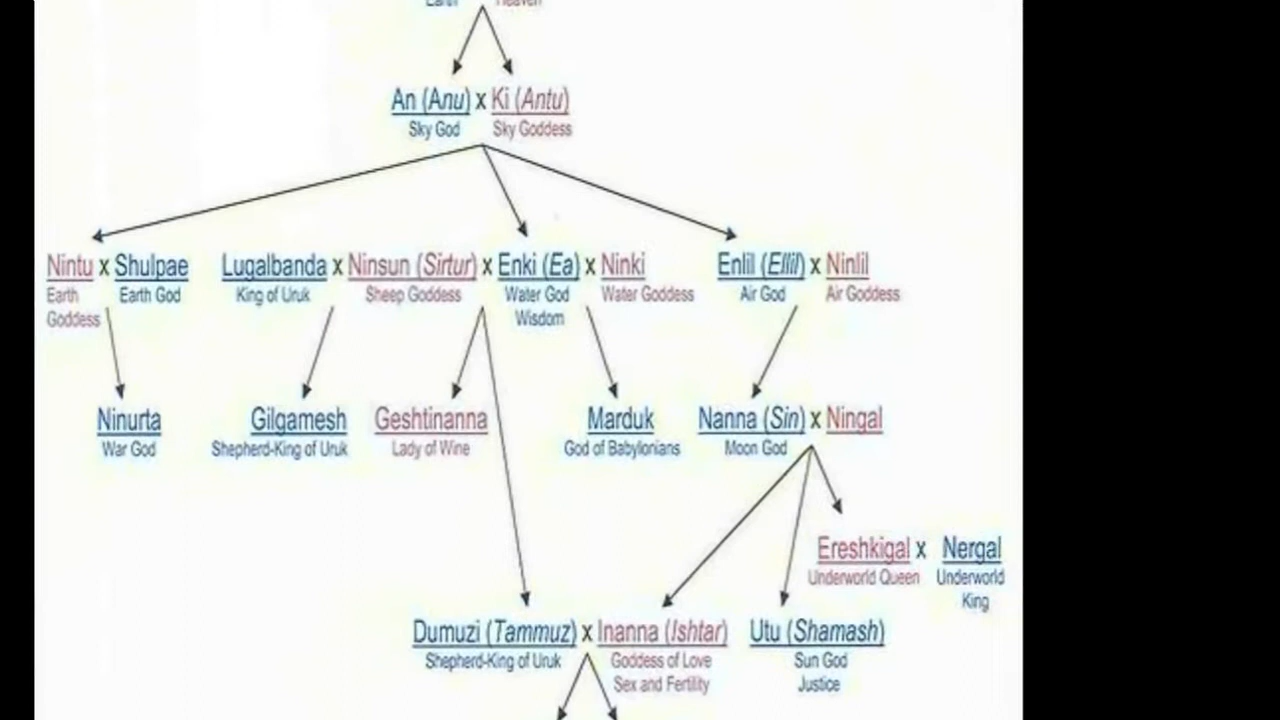 Earth Heaven
An (Anu) x Ki (Antu)
Sky God Sky Goddess
Nintu x Shulpae Lugalbanda x Ninsun (Sirtur) x Enki (Ea) x Ninki Enlil (Ellil) x Ninlil
Earth Earth God King of Uruk Sheep Goddess Water God Water Goddess Air God Air Goddess
Goddess Wisdom
Ninurta Gilgamesh Geshtinanna Marduk Nanna (Sin) x Ningal
War God Shepherd-King of Uruk Lady of Wine God of Babylonians Moon God
Ereshkigal x Nergal
Underworld Queen Underworld
King
Dumuzi (Tammuz) x Inanna (Ishtar) Utu (Shamash)
Shepherd-King of Uruk Goddess of Love Sun God
Sex and Fertility Justice